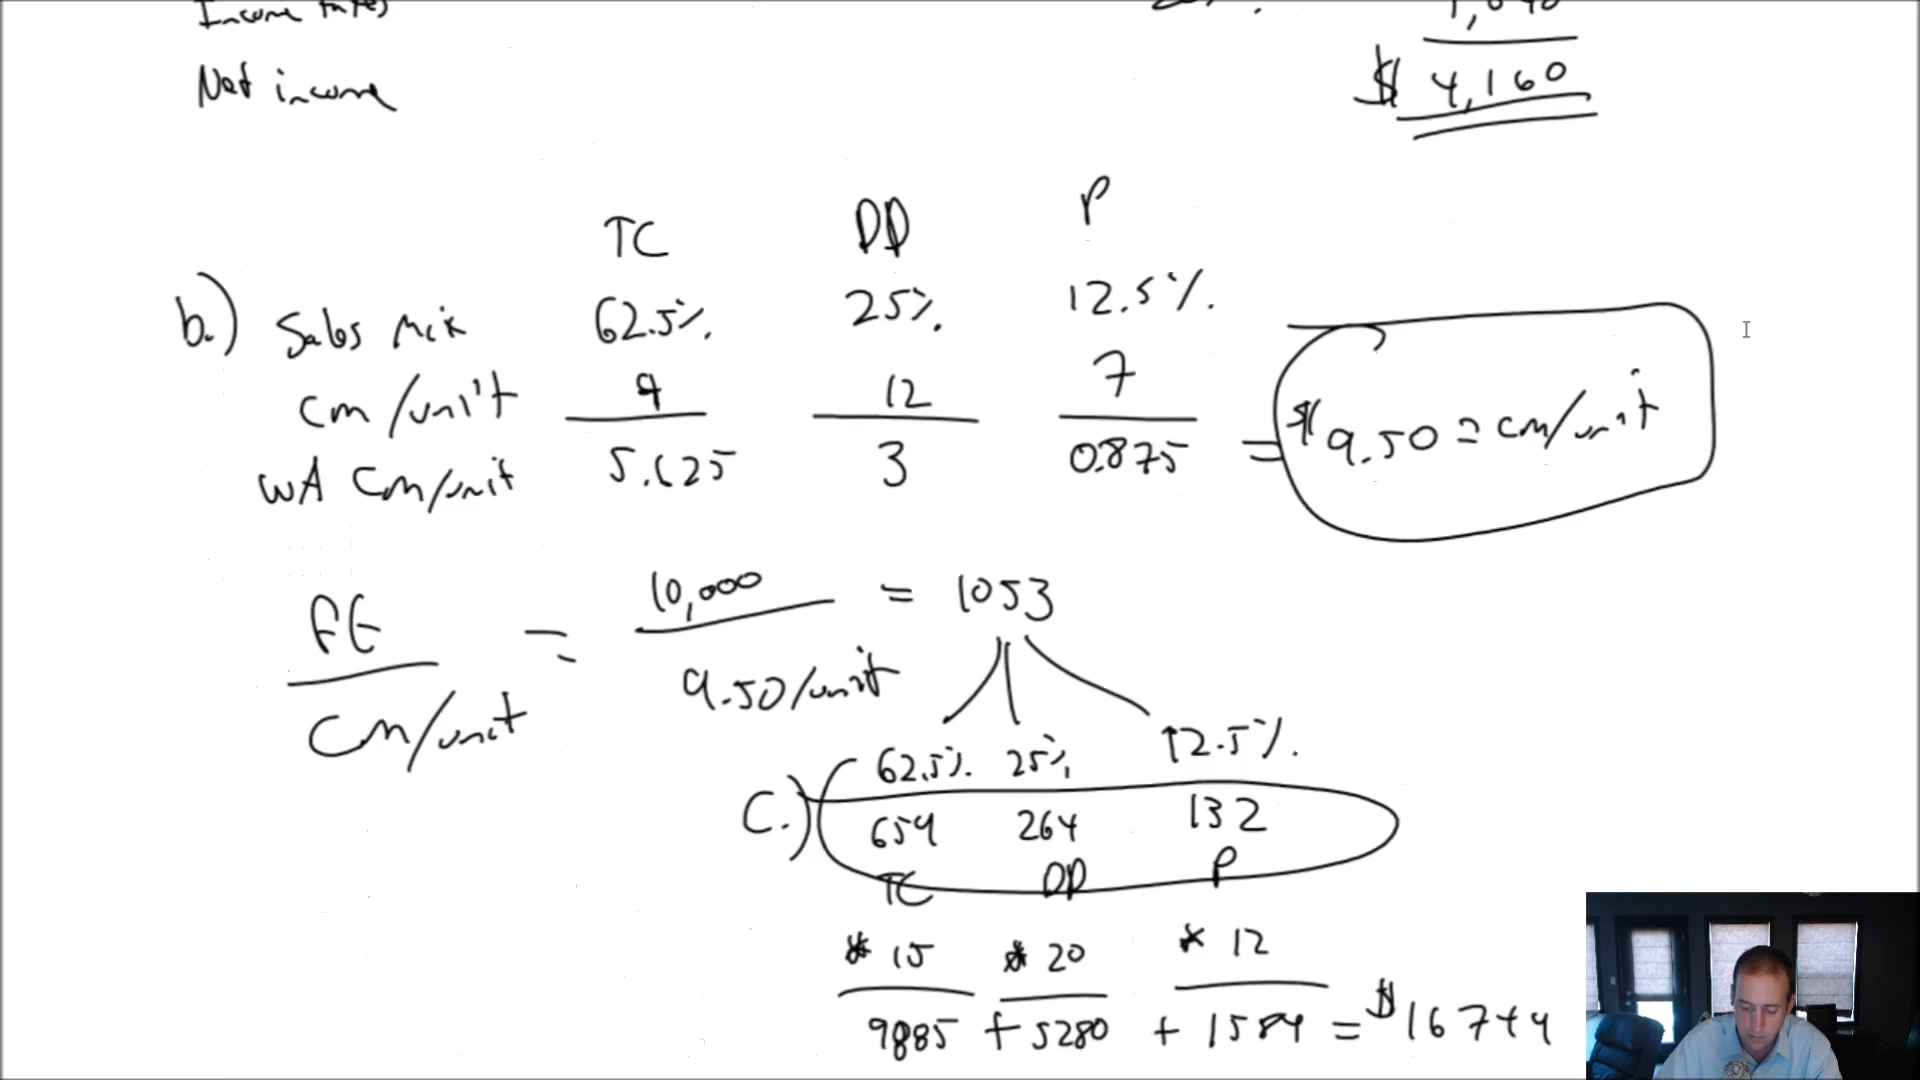 Income taxes
1,040
Net income $ 4,160
TC DD P
b.) Sales mix 62.5% 25% 12.5%
cm/unit 9 12 7
WA cm/unit 5.625 3 0.875 = $9.50 = cm/unit
FE = 10,000 = 1053
cm/unit 9.50/unit
62.5% 25% 12.5%
C.) 659 264 132
TC DD P
* 15 * 20 * 12
9885 + 5280 + 1584 = $16744